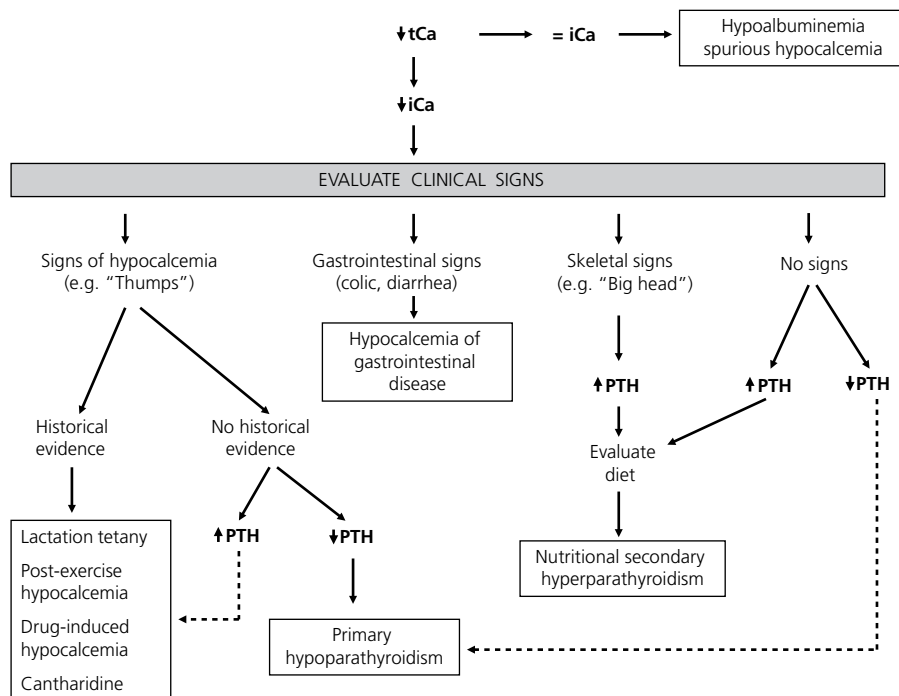 ↓tCa
= iCa
Hypoalbuminemia
spurious hypocalcemia
↓iCa
EVALUATE CLINICAL SIGNS
Signs of hypocalcemia
(e.g. “Thumps”)
Gastrointestinal signs
(colic, diarrhea)
Skeletal signs
(e.g. “Big head”)
No signs
Hypocalcemia of
gastrointestinal
disease
↑PTH
↑PTH
↓PTH
Historical
evidence
No historical
evidence
Evaluate
diet
↑PTH
↓PTH
Lactation tetany
Post-exercise
hypocalcemia
Drug-induced
hypocalcemia
Cantharidine
Nutritional secondary
hyperparathyroidism
Primary
hypoparathyroidism